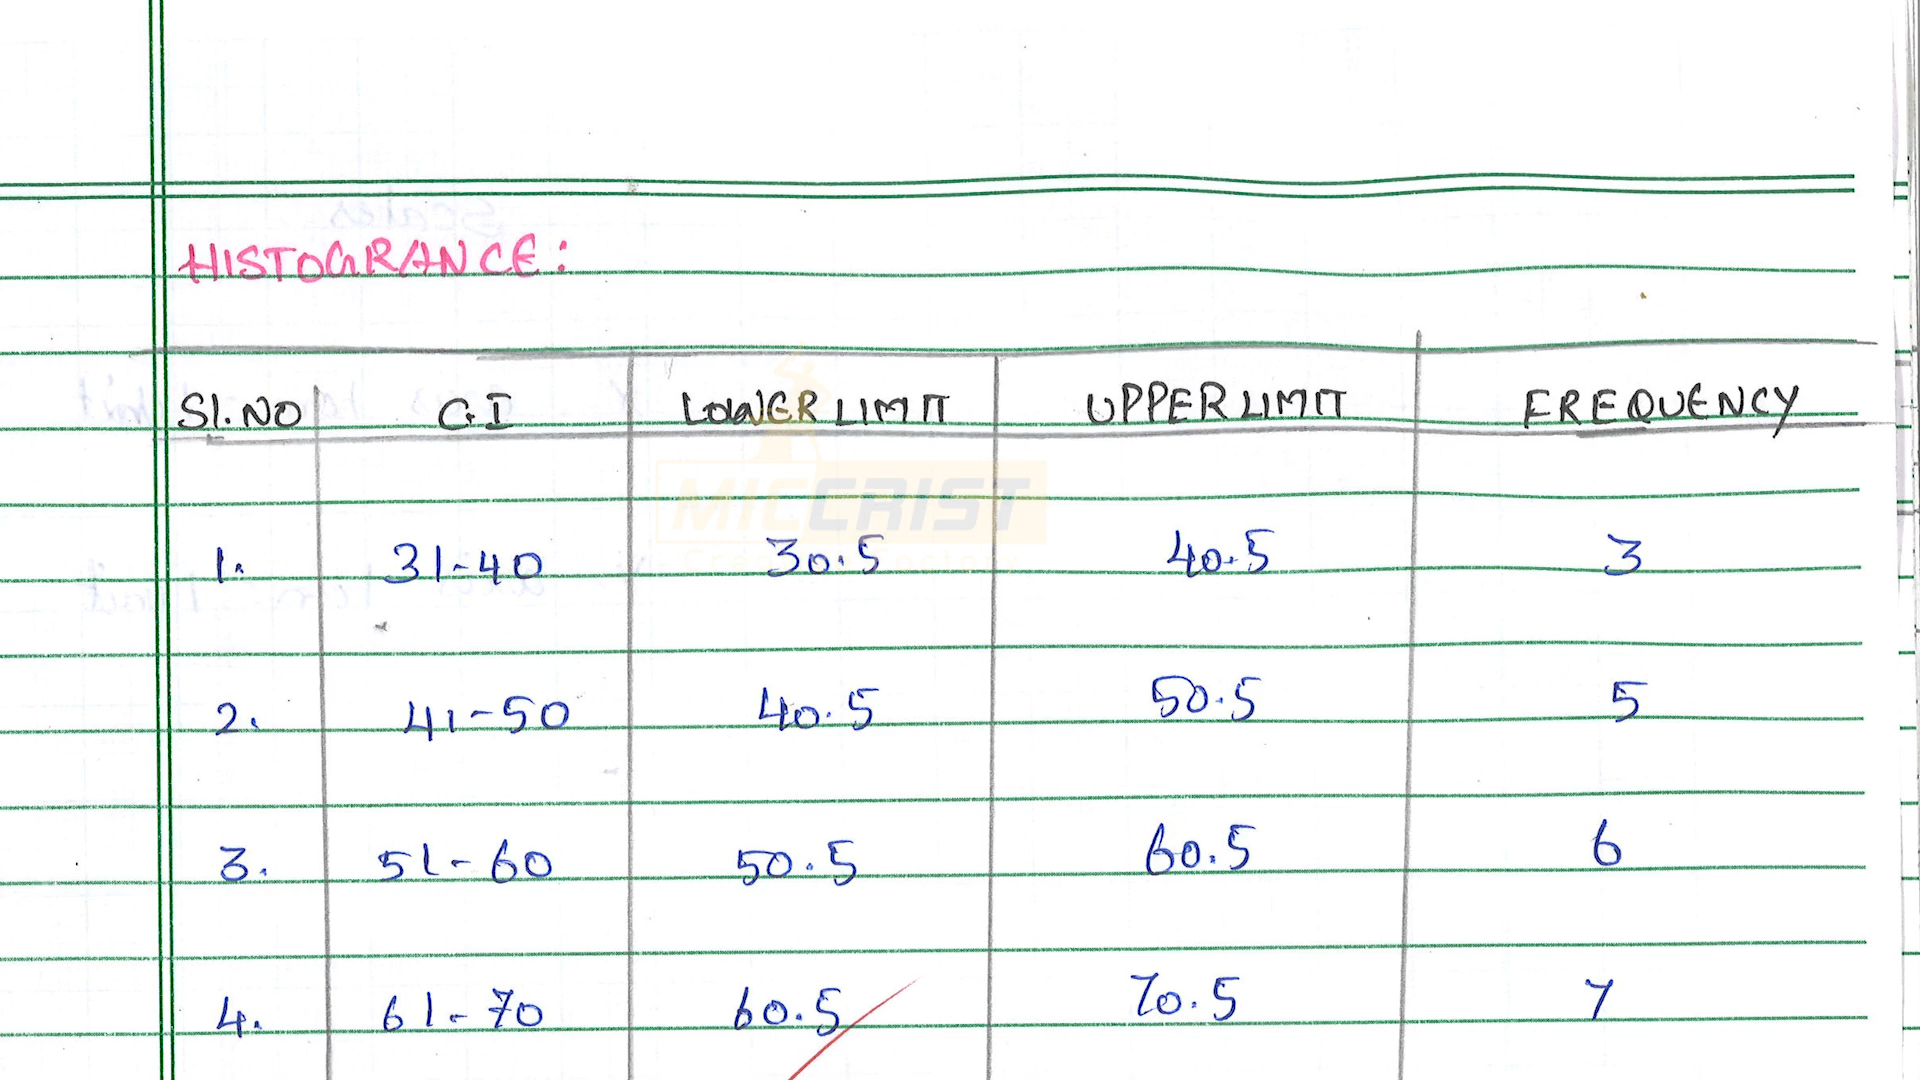 HISTOGRANCE:
Sl.NO C.I LOWER LIMIT UPPER LIMIT FREQUENCY
MICCRIST
1. 31-40 30.5 40.5 3
2. 41-50 40.5 50.5 5
3. 51-60 50.5 60.5 6
4. 61-70 60.5 70.5 7